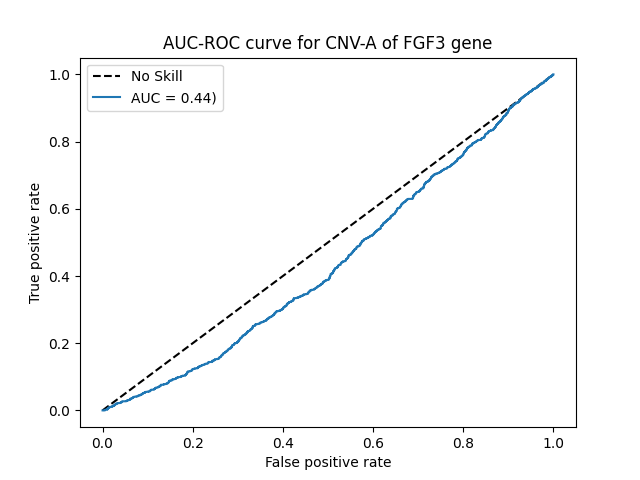 AUC-ROC curve for CNV-A of FGF3 gene
No Skill
AUC = 0.44)
1.0
0.8
0.6
0.4
0.2
0.0
True positive rate
0.0 0.2 0.4 0.6 0.8 1.0
False positive rate